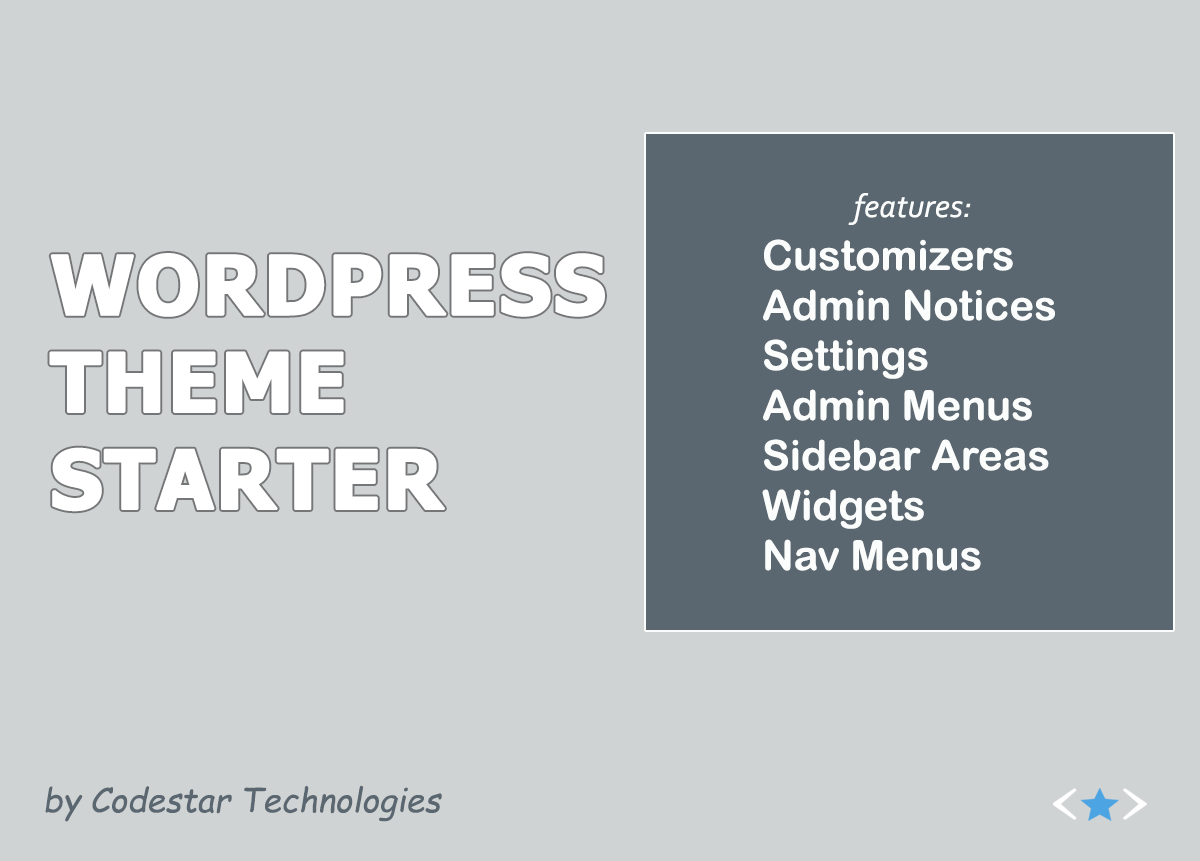 WORDPRESS
THEME
STARTER
features:
Customizers
Admin Notices
Settings
Admin Menus
Sidebar Areas
Widgets
Nav Menus
by Codestar Technologies